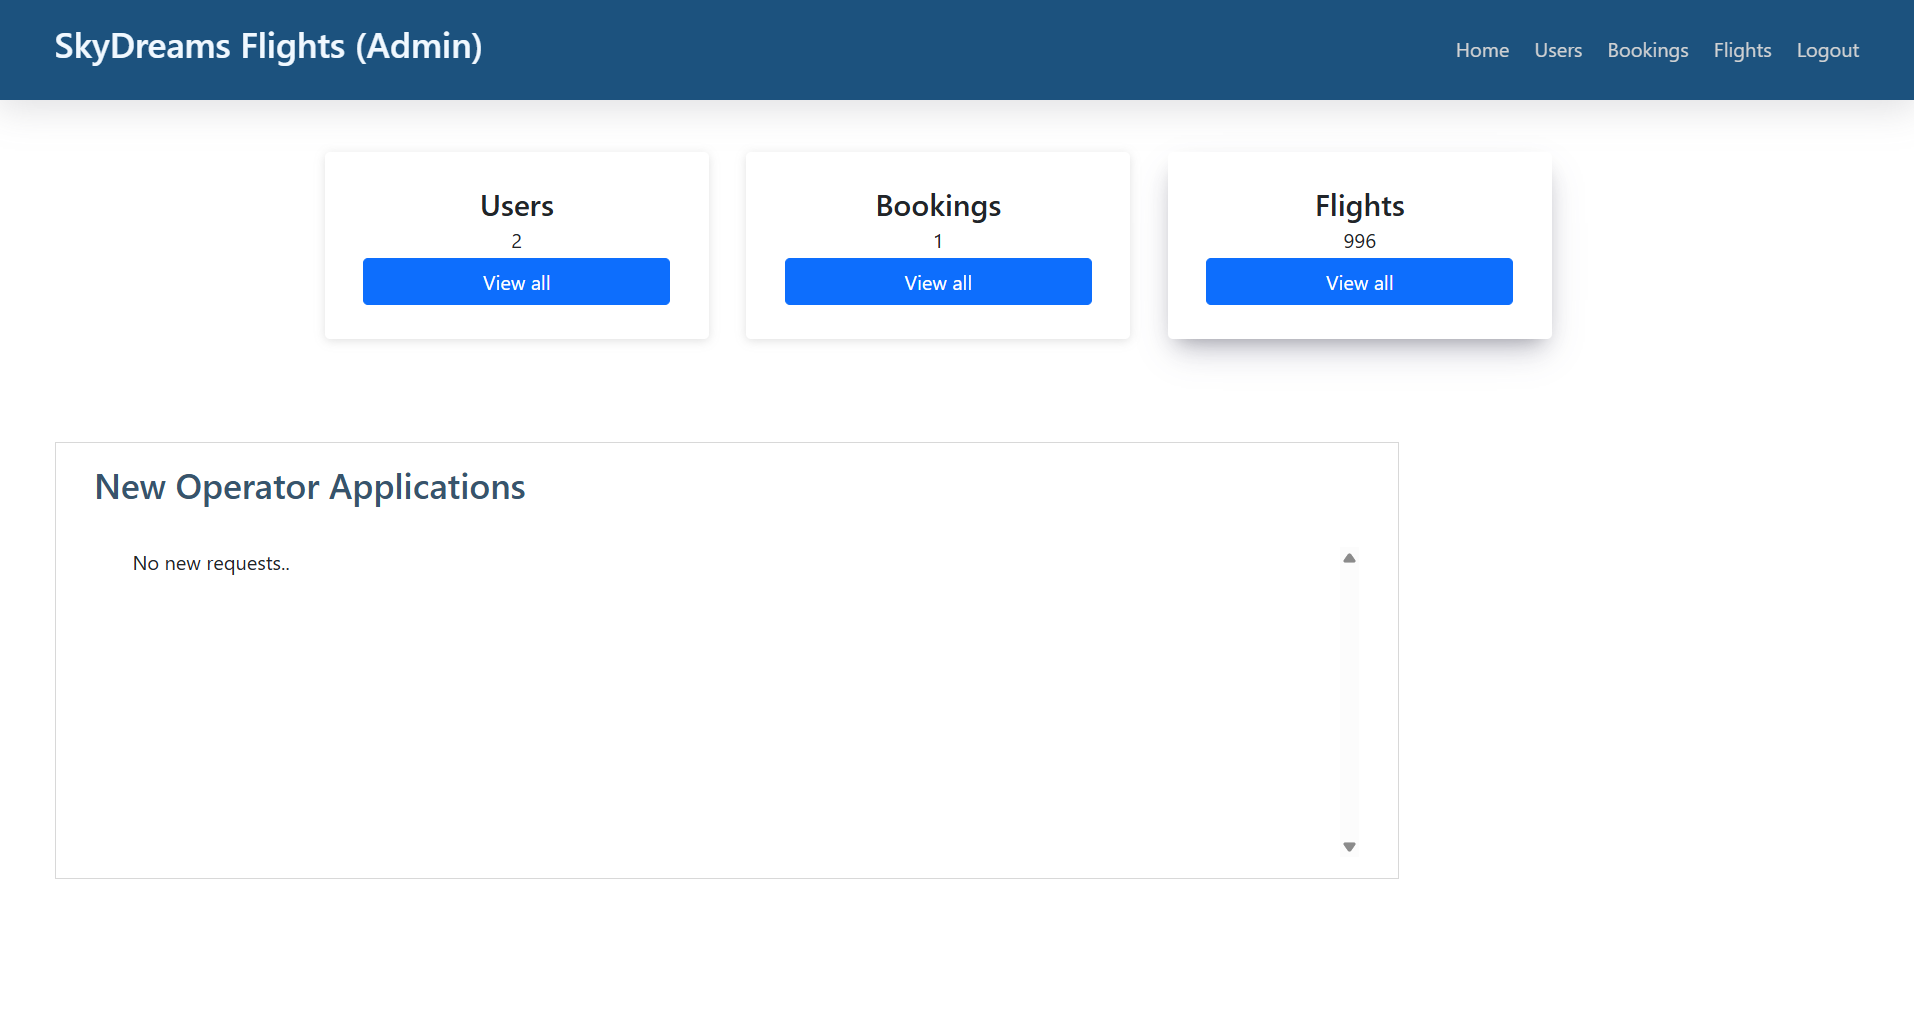 SkyDreams Flights (Admin)
Home Users Bookings Flights Logout
Users
2
View all
Bookings
1
View all
Flights
996
View all
New Operator Applications
No new requests..